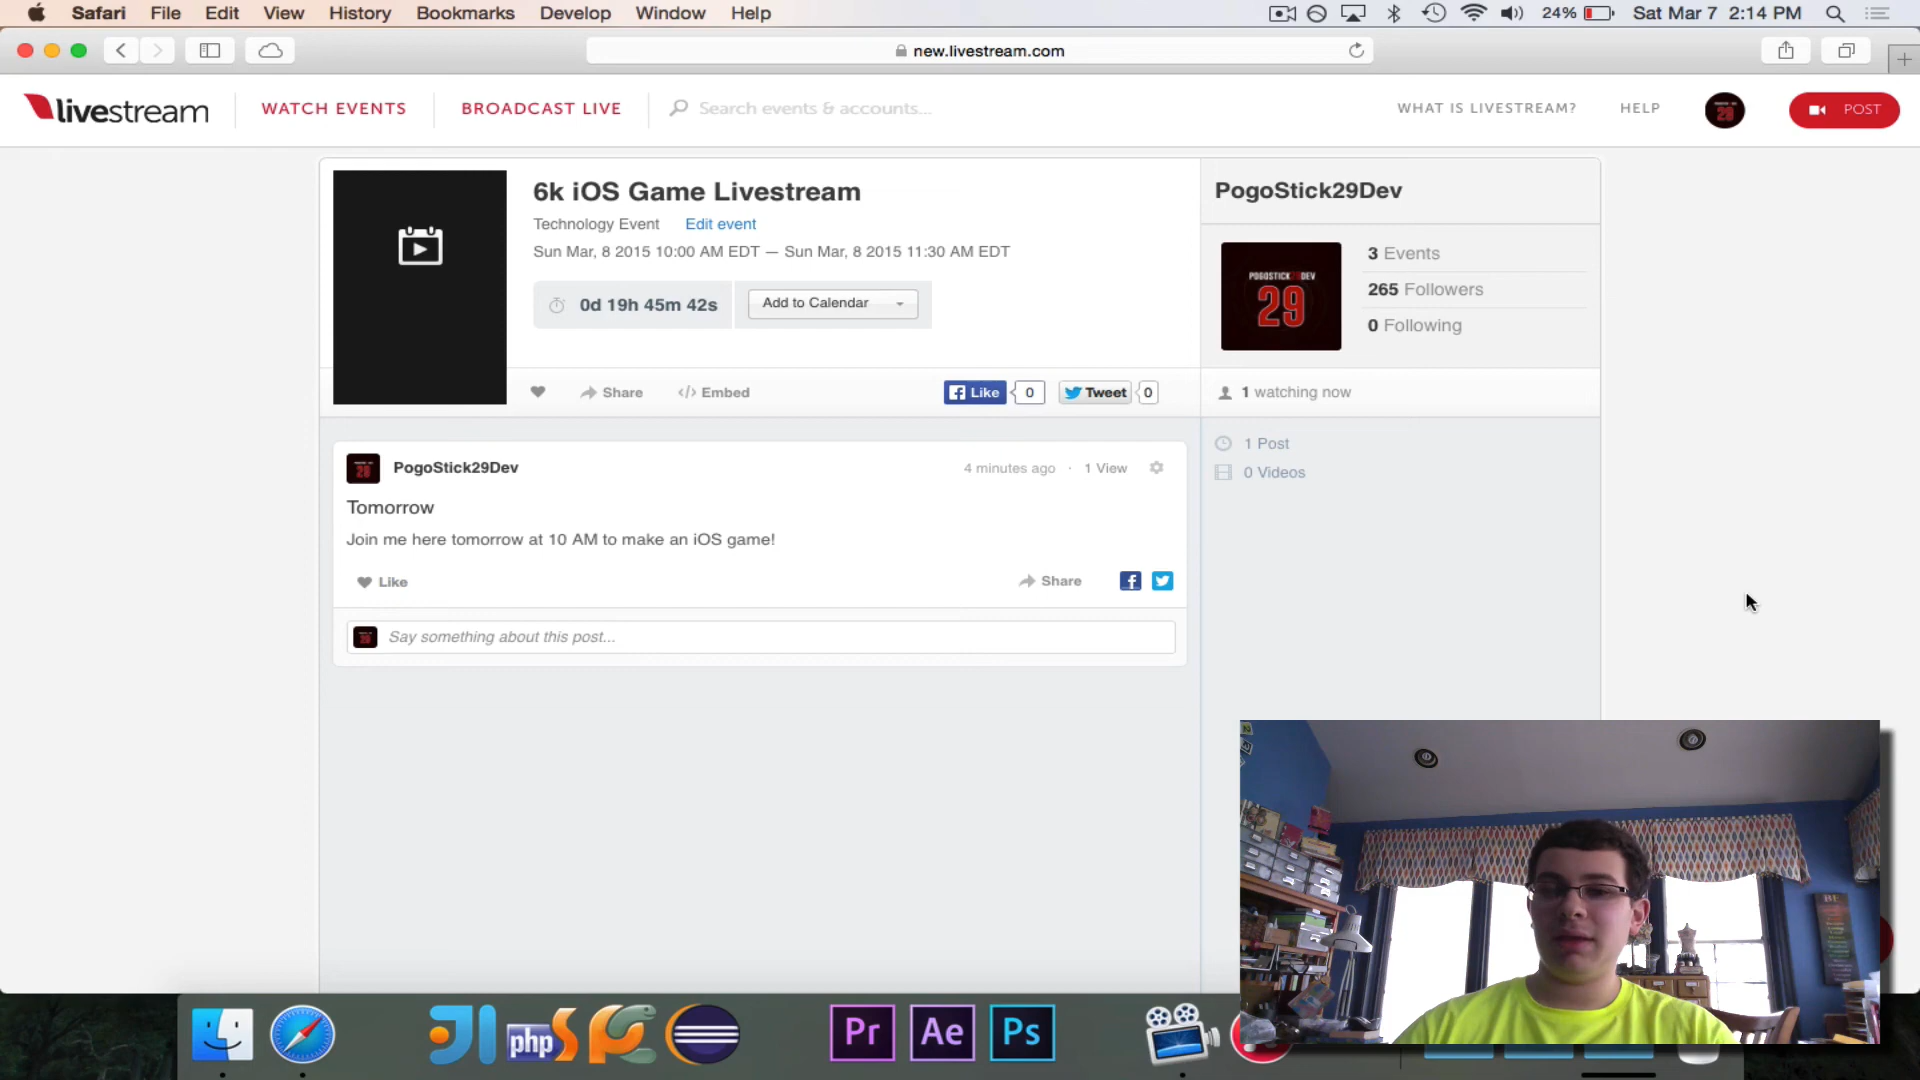 Safari File Edit View History Bookmarks Develop Window Help 24% Sat Mar 7 2:14 PM
new.livestream.com
livestream WATCH EVENTS BROADCAST LIVE Search events & accounts... WHAT IS LIVESTREAM? HELP POST
6k iOS Game Livestream
Technology Event Edit event
Sun Mar, 8 2015 10:00 AM EDT — Sun Mar, 8 2015 11:30 AM EDT
0d 19h 45m 42s Add to Calendar
Share Embed Like 0 Tweet 0
PogoStick29Dev
POGOSTICK29DEV
29
3 Events
265 Followers
0 Following
1 watching now
1 Post
0 Videos
PogoStick29Dev 4 minutes ago · 1 View
Tomorrow
Join me here tomorrow at 10 AM to make an iOS game!
Like Share
Say something about this post...
JI php S PC Pr Ae Ps